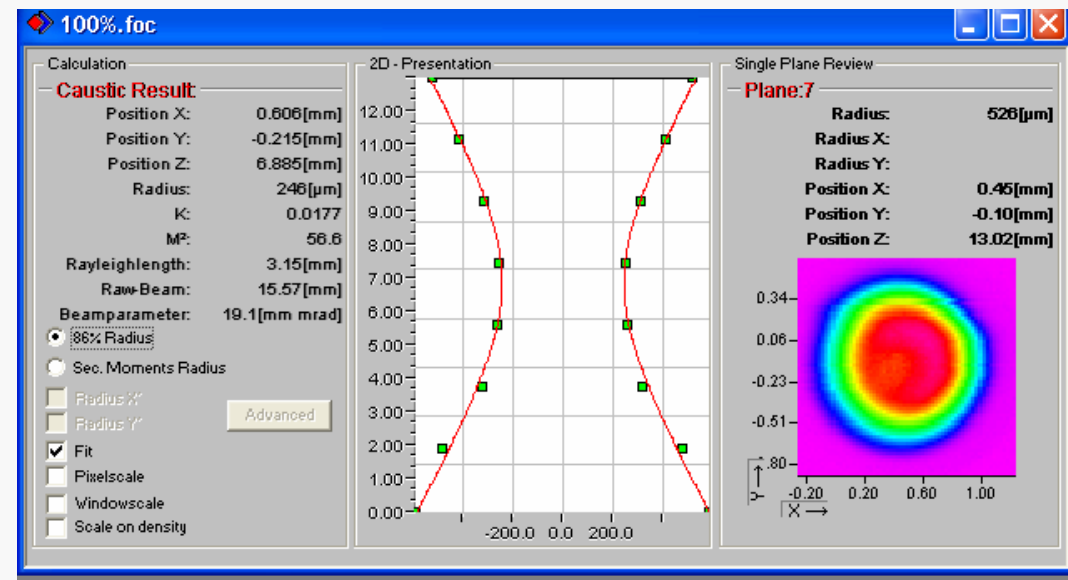 100%.foc
Calculation
Caustic Result:
Position X: 0.606[mm]
Position Y: -0.215[mm]
Position Z: 6.885[mm]
Radius: 246[µm]
K: 0.0177
M²: 56.6
Rayleighlength: 3.15[mm]
Raw-Beam: 15.57[mm]
Beamparameter: 19.1[mm mrad]
86% Radius
Sec. Moments Radius
Radius X'
Radius Y'
Advanced
Fit
Pixelscale
Windowscale
Scale on density
2D - Presentation
12.00
11.00
10.00
9.00
8.00
7.00
6.00
5.00
4.00
3.00
2.00
1.00
0.00
-200.0 0.0 200.0
Single Plane Review
Plane:7
Radius: 526[µm]
Radius X:
Radius Y:
Position X: 0.45[mm]
Position Y: -0.10[mm]
Position Z: 13.02[mm]
0.34
0.06
-0.23
-0.51
.80
Y →
-0.20 0.20 0.60 1.00
X →